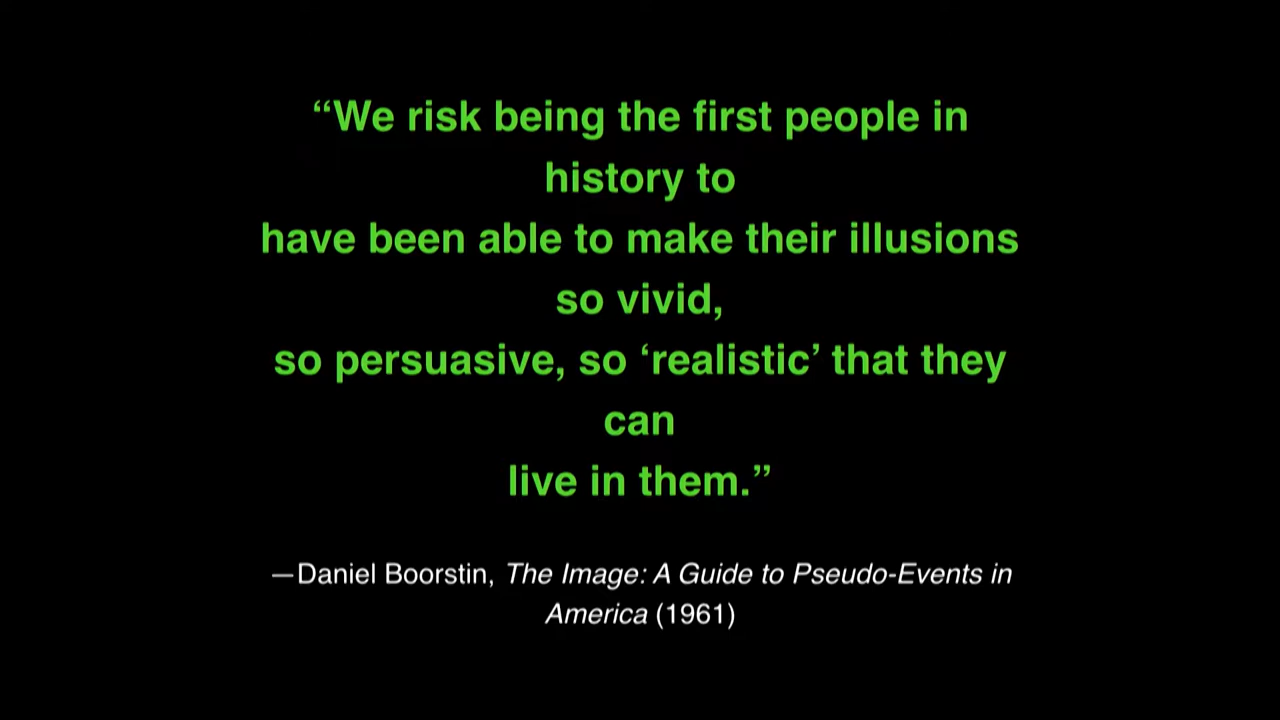 “We risk being the first people in
history to
have been able to make their illusions
so vivid,
so persuasive, so ‘realistic’ that they
can
live in them.”
—Daniel Boorstin, The Image: A Guide to Pseudo-Events in
America (1961)